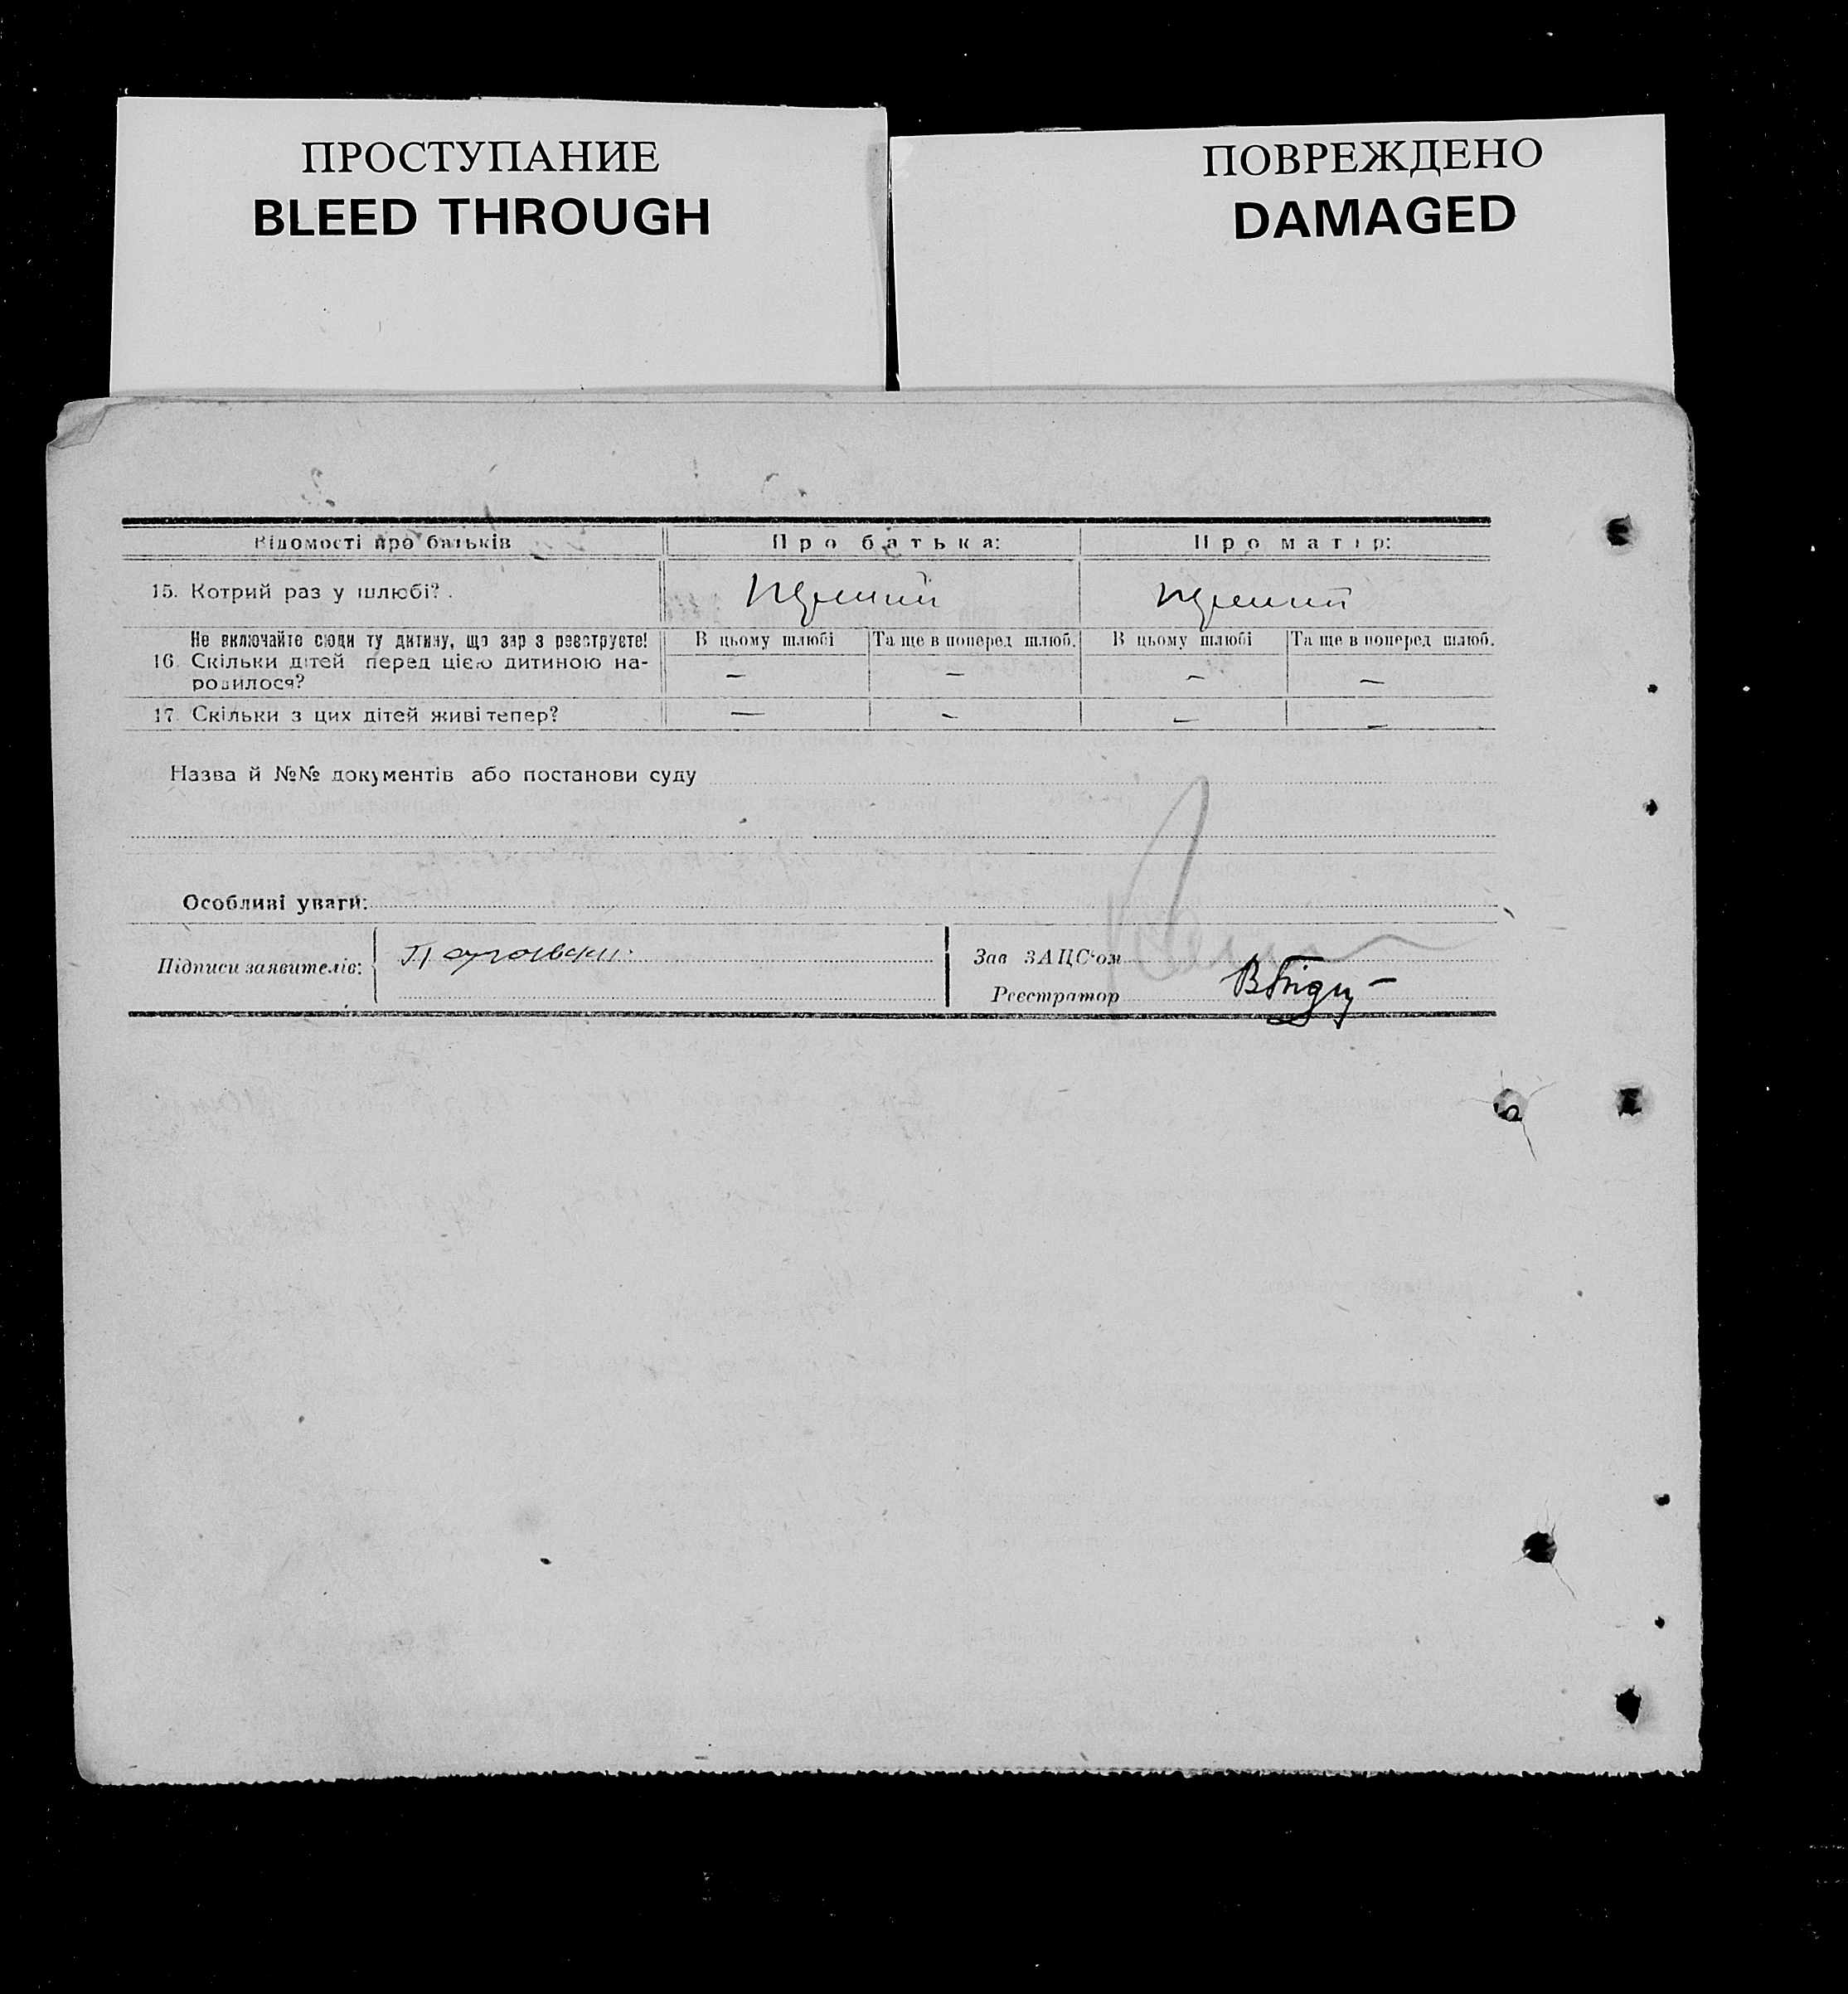 ПРОСТУПАНИЕ
BLEED THROUGH
ПОВРЕЖДЕНО
DAMAGED
Відомості про батьків Про батька: Про матір:
15. Котрий раз у шлюбі?
Не включайте сюди ту дитину, що зар з реєструєте! В цьому шлюбі Та ще в поперед шлюб. В цьому шлюбі Та ще в поперед шлюб.
16. Скільки дітей перед цією дитиною на-
родилося? — — — —
17. Скільки з цих дітей живі тепер? — — — —
Назва й №№ документів або постанови суду
Особливі уваги:
Підписи заявителів:
Зав ЗАЦС'ом
Реєстратор